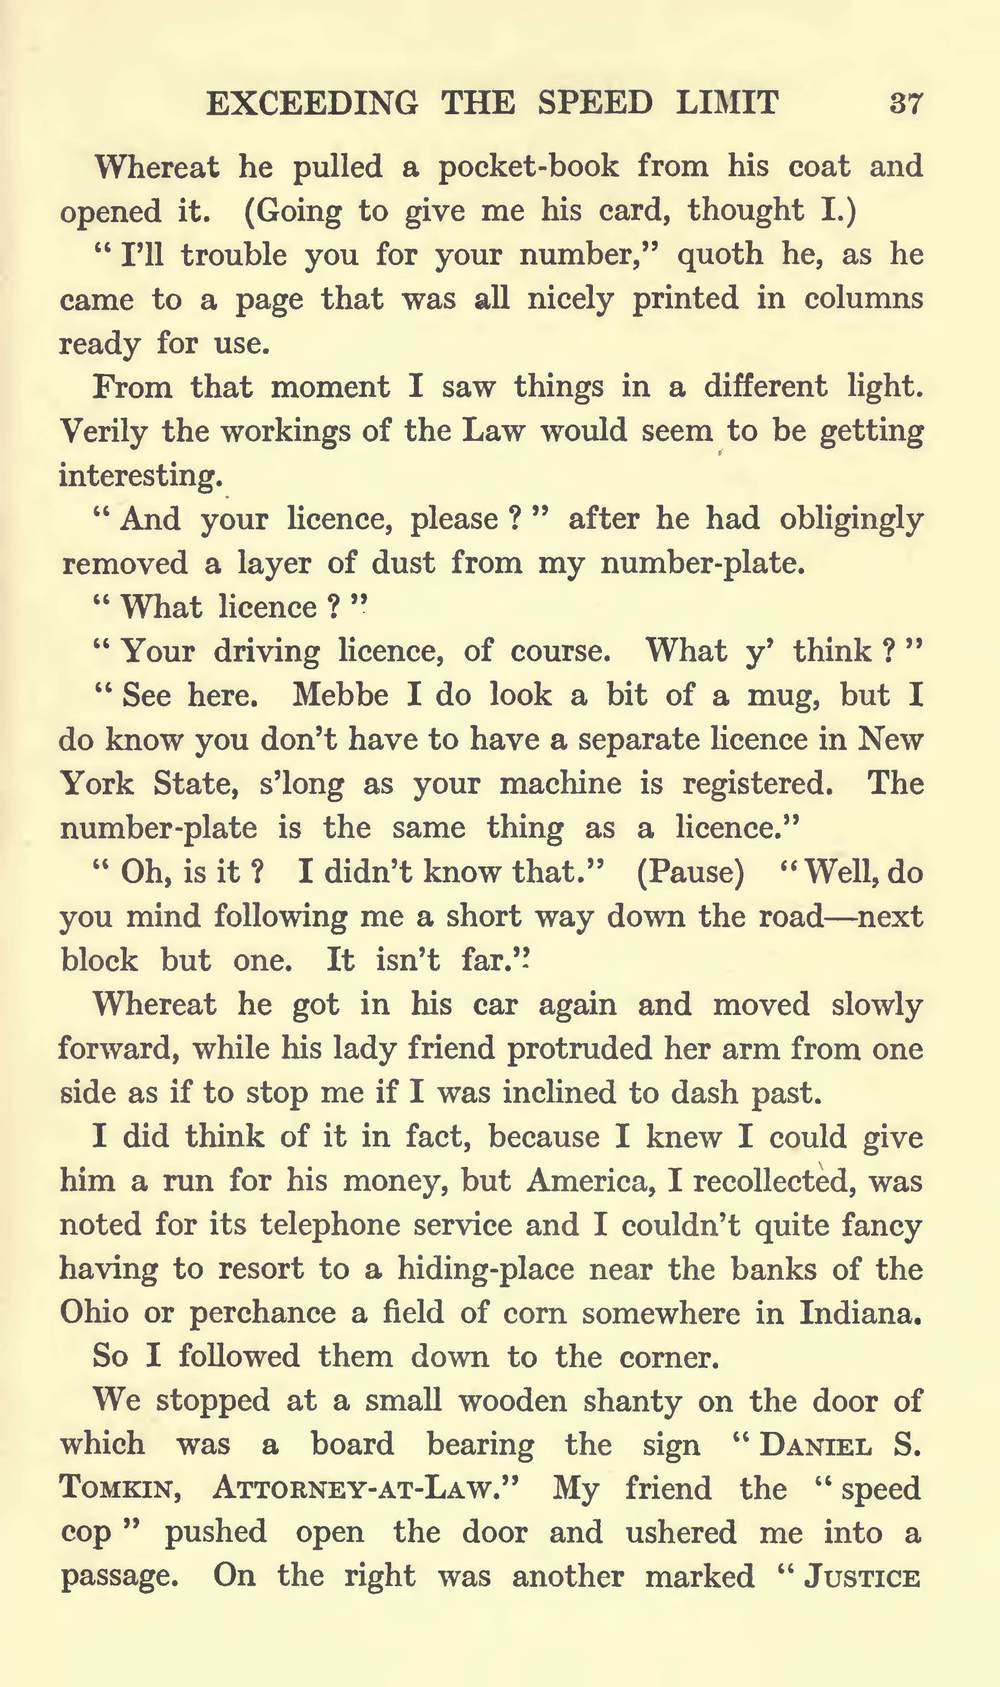 EXCEEDING THE SPEED LIMIT 37
Whereat he pulled a pocket-book from his coat and
opened it. (Going to give me his card, thought I.)
“ I’ll trouble you for your number,” quoth he, as he
came to a page that was all nicely printed in columns
ready for use.
From that moment I saw things in a different light.
Verily the workings of the Law would seem to be getting
interesting.
“ And your licence, please ? ” after he had obligingly
removed a layer of dust from my number-plate.
“ What licence ? ”
“ Your driving licence, of course. What y’ think ? ”
“ See here. Mebbe I do look a bit of a mug, but I
do know you don’t have to have a separate licence in New
York State, s’long as your machine is registered. The
number-plate is the same thing as a licence.”
“ Oh, is it ? I didn’t know that.” (Pause) “ Well, do
you mind following me a short way down the road—next
block but one. It isn’t far.”
Whereat he got in his car again and moved slowly
forward, while his lady friend protruded her arm from one
side as if to stop me if I was inclined to dash past.
I did think of it in fact, because I knew I could give
him a run for his money, but America, I recollected, was
noted for its telephone service and I couldn’t quite fancy
having to resort to a hiding-place near the banks of the
Ohio or perchance a field of corn somewhere in Indiana.
So I followed them down to the corner.
We stopped at a small wooden shanty on the door of
which was a board bearing the sign “ DANIEL S.
TOMKIN, ATTORNEY-AT-LAW.” My friend the “ speed
cop ” pushed open the door and ushered me into a
passage. On the right was another marked “ JUSTICE